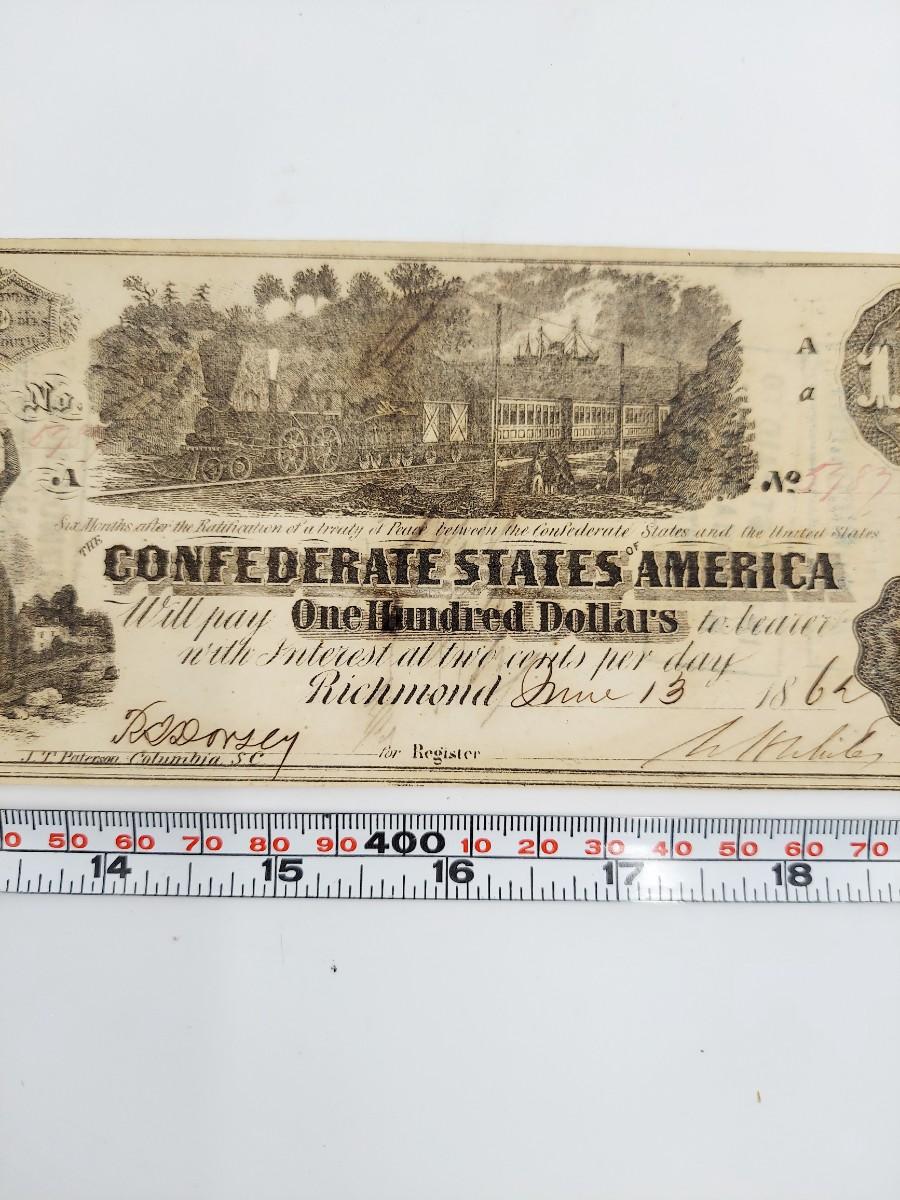 A
a
No.
A
No 5987
Six Months after the Ratification of a treaty of Peace between the Confederate States and the United States
THE
CONFEDERATE STATES OF AMERICA
Will pay One Hundred Dollars to bearer
with Interest at two cents per day
Richmond June 13 1862
for Register
J. T. Paterson Columbia, S.C.
0 50 60 70 80 90 400 10 20 30 40 50 60 70
14 15 16 17 18